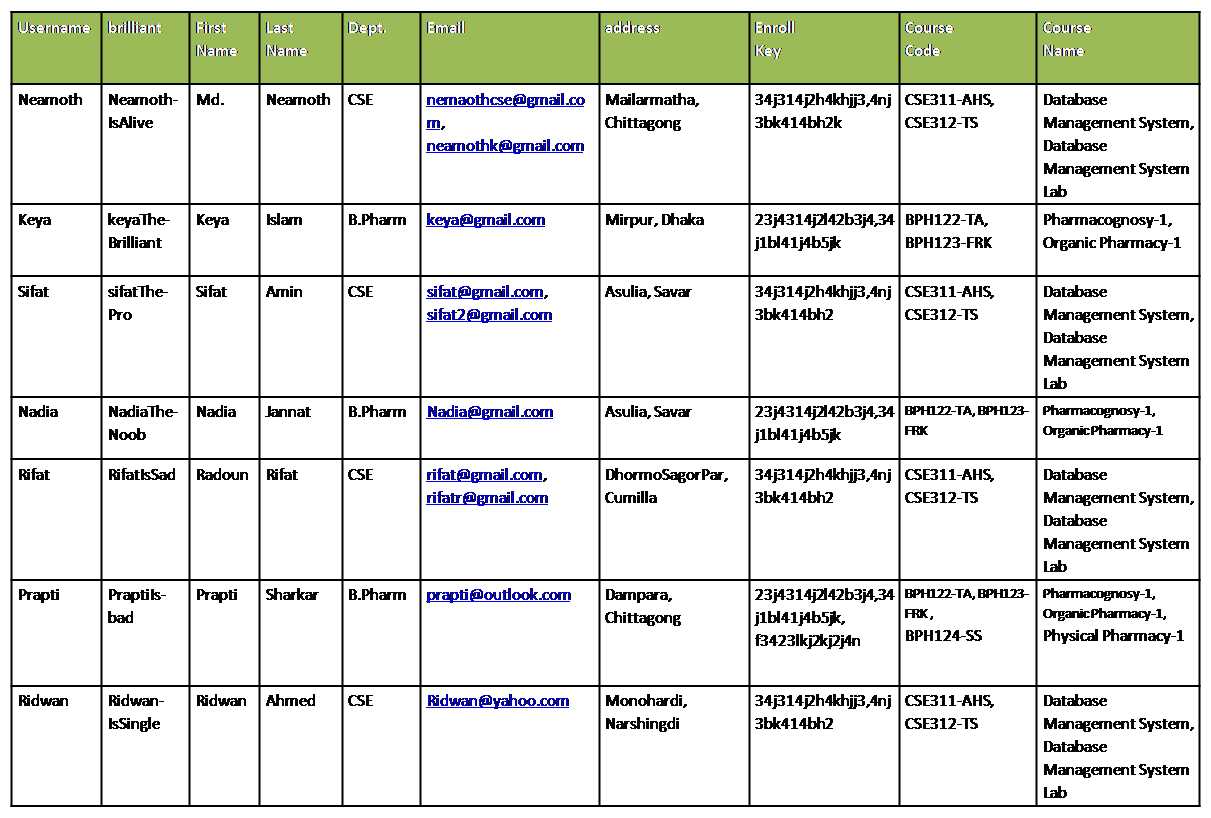 Username
brilliant
First
Name
Last
Name
Dept.
Email
address
Enroll
Key
Course
Code
Course
Name
Neamoth
Neamoth-
IsAlive
Md.
Neamoth
CSE
nemaothcse@gmail.co
m,
neamothk@gmail.com
Mailarmatha,
Chittagong
34j314j2h4khjj3,4nj
3bk414bh2k
CSE311-AHS,
CSE312-TS
Database
Management System,
Database
Management System
Lab
Keya
keyaThe-
Brilliant
Keya
Islam
B.Pharm
keya@gmail.com
Mirpur, Dhaka
23j4314j2l42b3j4,34
j1bl41j4b5jk
BPH122-TA,
BPH123-FRK
Pharmacognosy-1,
Organic Pharmacy-1
Sifat
sifatThe-
Pro
Sifat
Amin
CSE
sifat@gmail.com,
sifat2@gmail.com
Asulia, Savar
34j314j2h4khjj3,4nj
3bk414bh2
CSE311-AHS,
CSE312-TS
Database
Management System,
Database
Management System
Lab
Nadia
NadiaThe-
Noob
Nadia
Jannat
B.Pharm
Nadia@gmail.com
Asulia, Savar
23j4314j2l42b3j4,34
j1bl41j4b5jk
BPH122-TA, BPH123-
FRK
Pharmacognosy-1,
Organic Pharmacy-1
Rifat
RifatIsSad
Radoun
Rifat
CSE
rifat@gmail.com,
rifatr@gmail.com
DhormoSagorPar,
Cumilla
34j314j2h4khjj3,4nj
3bk414bh2
CSE311-AHS,
CSE312-TS
Database
Management System,
Database
Management System
Lab
Prapti
PraptiIs-
bad
Prapti
Sharkar
B.Pharm
prapti@outlook.com
Dampara,
Chittagong
23j4314j2l42b3j4,34
j1bl41j4b5jk,
f3423lkj2kj2j4n
BPH122-TA, BPH123-
FRK ,
BPH124-SS
Pharmacognosy-1,
Organic Pharmacy-1,
Physical Pharmacy-1
Ridwan
Ridwan-
IsSingle
Ridwan
Ahmed
CSE
Ridwan@yahoo.com
Monohardi,
Narshingdi
34j314j2h4khjj3,4nj
3bk414bh2
CSE311-AHS,
CSE312-TS
Database
Management System,
Database
Management System
Lab